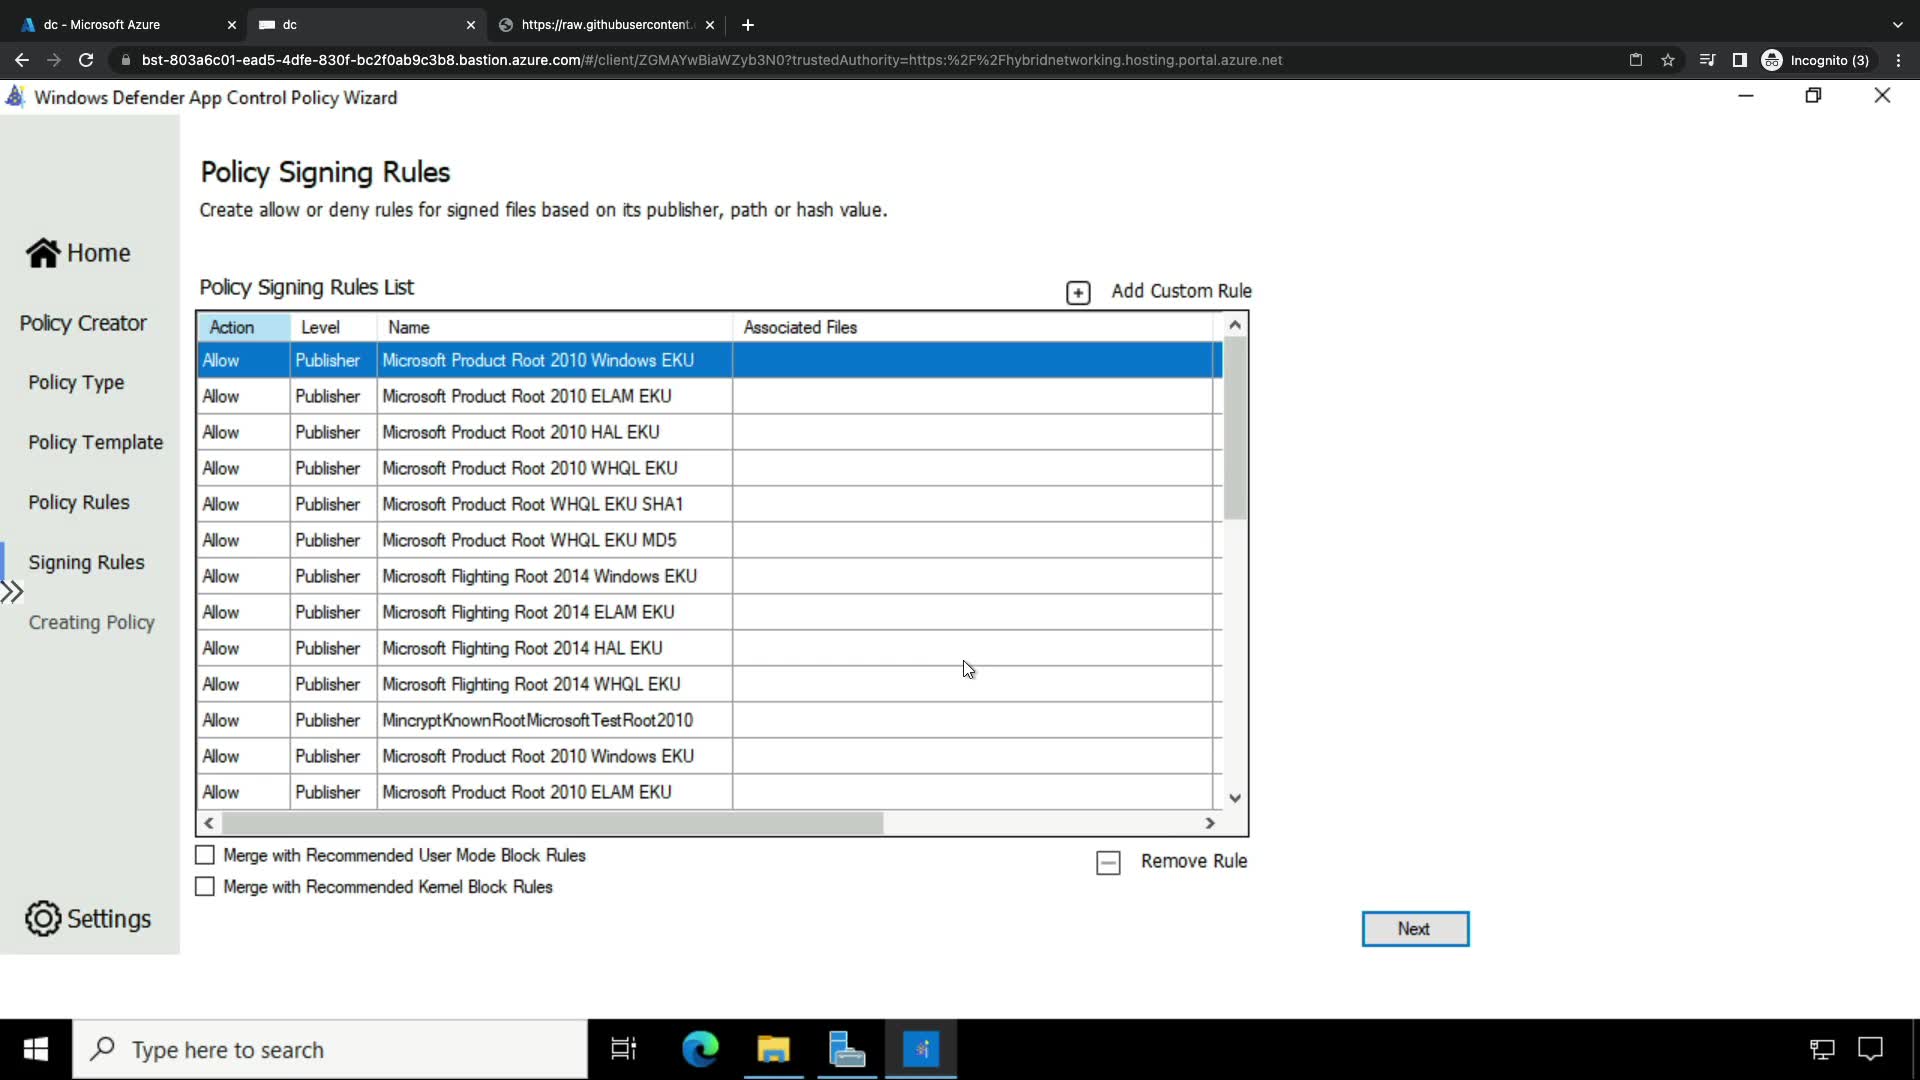 dc - Microsoft Azure
dc
https://raw.githubusercontent.
bst-803a6c01-ead5-4dfe-830f-bc2f0ab9c3b8.bastion.azure.com/#/client/ZGMAYwBiaWZyb3N0?trustedAuthority=https:%2F%2Fhybridnetworking.hosting.portal.azure.net
Incognito (3)
Windows Defender App Control Policy Wizard
Policy Signing Rules
Create allow or deny rules for signed files based on its publisher, path or hash value.
Home
Policy Creator
Policy Type
Policy Template
Policy Rules
Signing Rules
Creating Policy
Settings
Policy Signing Rules List
Add Custom Rule
Action Level Name Associated Files
Allow Publisher Microsoft Product Root 2010 Windows EKU
Allow Publisher Microsoft Product Root 2010 ELAM EKU
Allow Publisher Microsoft Product Root 2010 HAL EKU
Allow Publisher Microsoft Product Root 2010 WHQL EKU
Allow Publisher Microsoft Product Root WHQL EKU SHA1
Allow Publisher Microsoft Product Root WHQL EKU MD5
Allow Publisher Microsoft Flighting Root 2014 Windows EKU
Allow Publisher Microsoft Flighting Root 2014 ELAM EKU
Allow Publisher Microsoft Flighting Root 2014 HAL EKU
Allow Publisher Microsoft Flighting Root 2014 WHQL EKU
Allow Publisher MincryptKnownRootMicrosoftTestRoot2010
Allow Publisher Microsoft Product Root 2010 Windows EKU
Allow Publisher Microsoft Product Root 2010 ELAM EKU
Merge with Recommended User Mode Block Rules
Merge with Recommended Kernel Block Rules
Remove Rule
Next
Type here to search